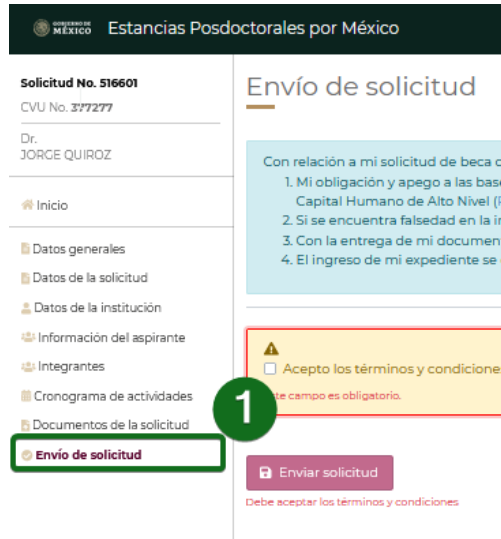 GOBIERNO DE
MÉXICO
Estancias Posdoctorales por México
Solicitud No. 516601
CVU No. 377277
Dr.
JORGE QUIROZ
Inicio
Datos generales
Datos de la solicitud
Datos de la institución
Información del aspirante
Integrantes
Cronograma de actividades
Documentos de la solicitud
Envío de solicitud
1
Envío de solicitud
Con relación a mi solicitud de beca
1. Mi obligación y apego a las
Capital Humano de Alto Nivel
2. Si se encuentra falsedad en la
3. Con la entrega de mi
4. El ingreso de mi expediente se
Acepto los términos y
campo es obligatorio.
Enviar solicitud
Debe aceptar los términos y condiciones